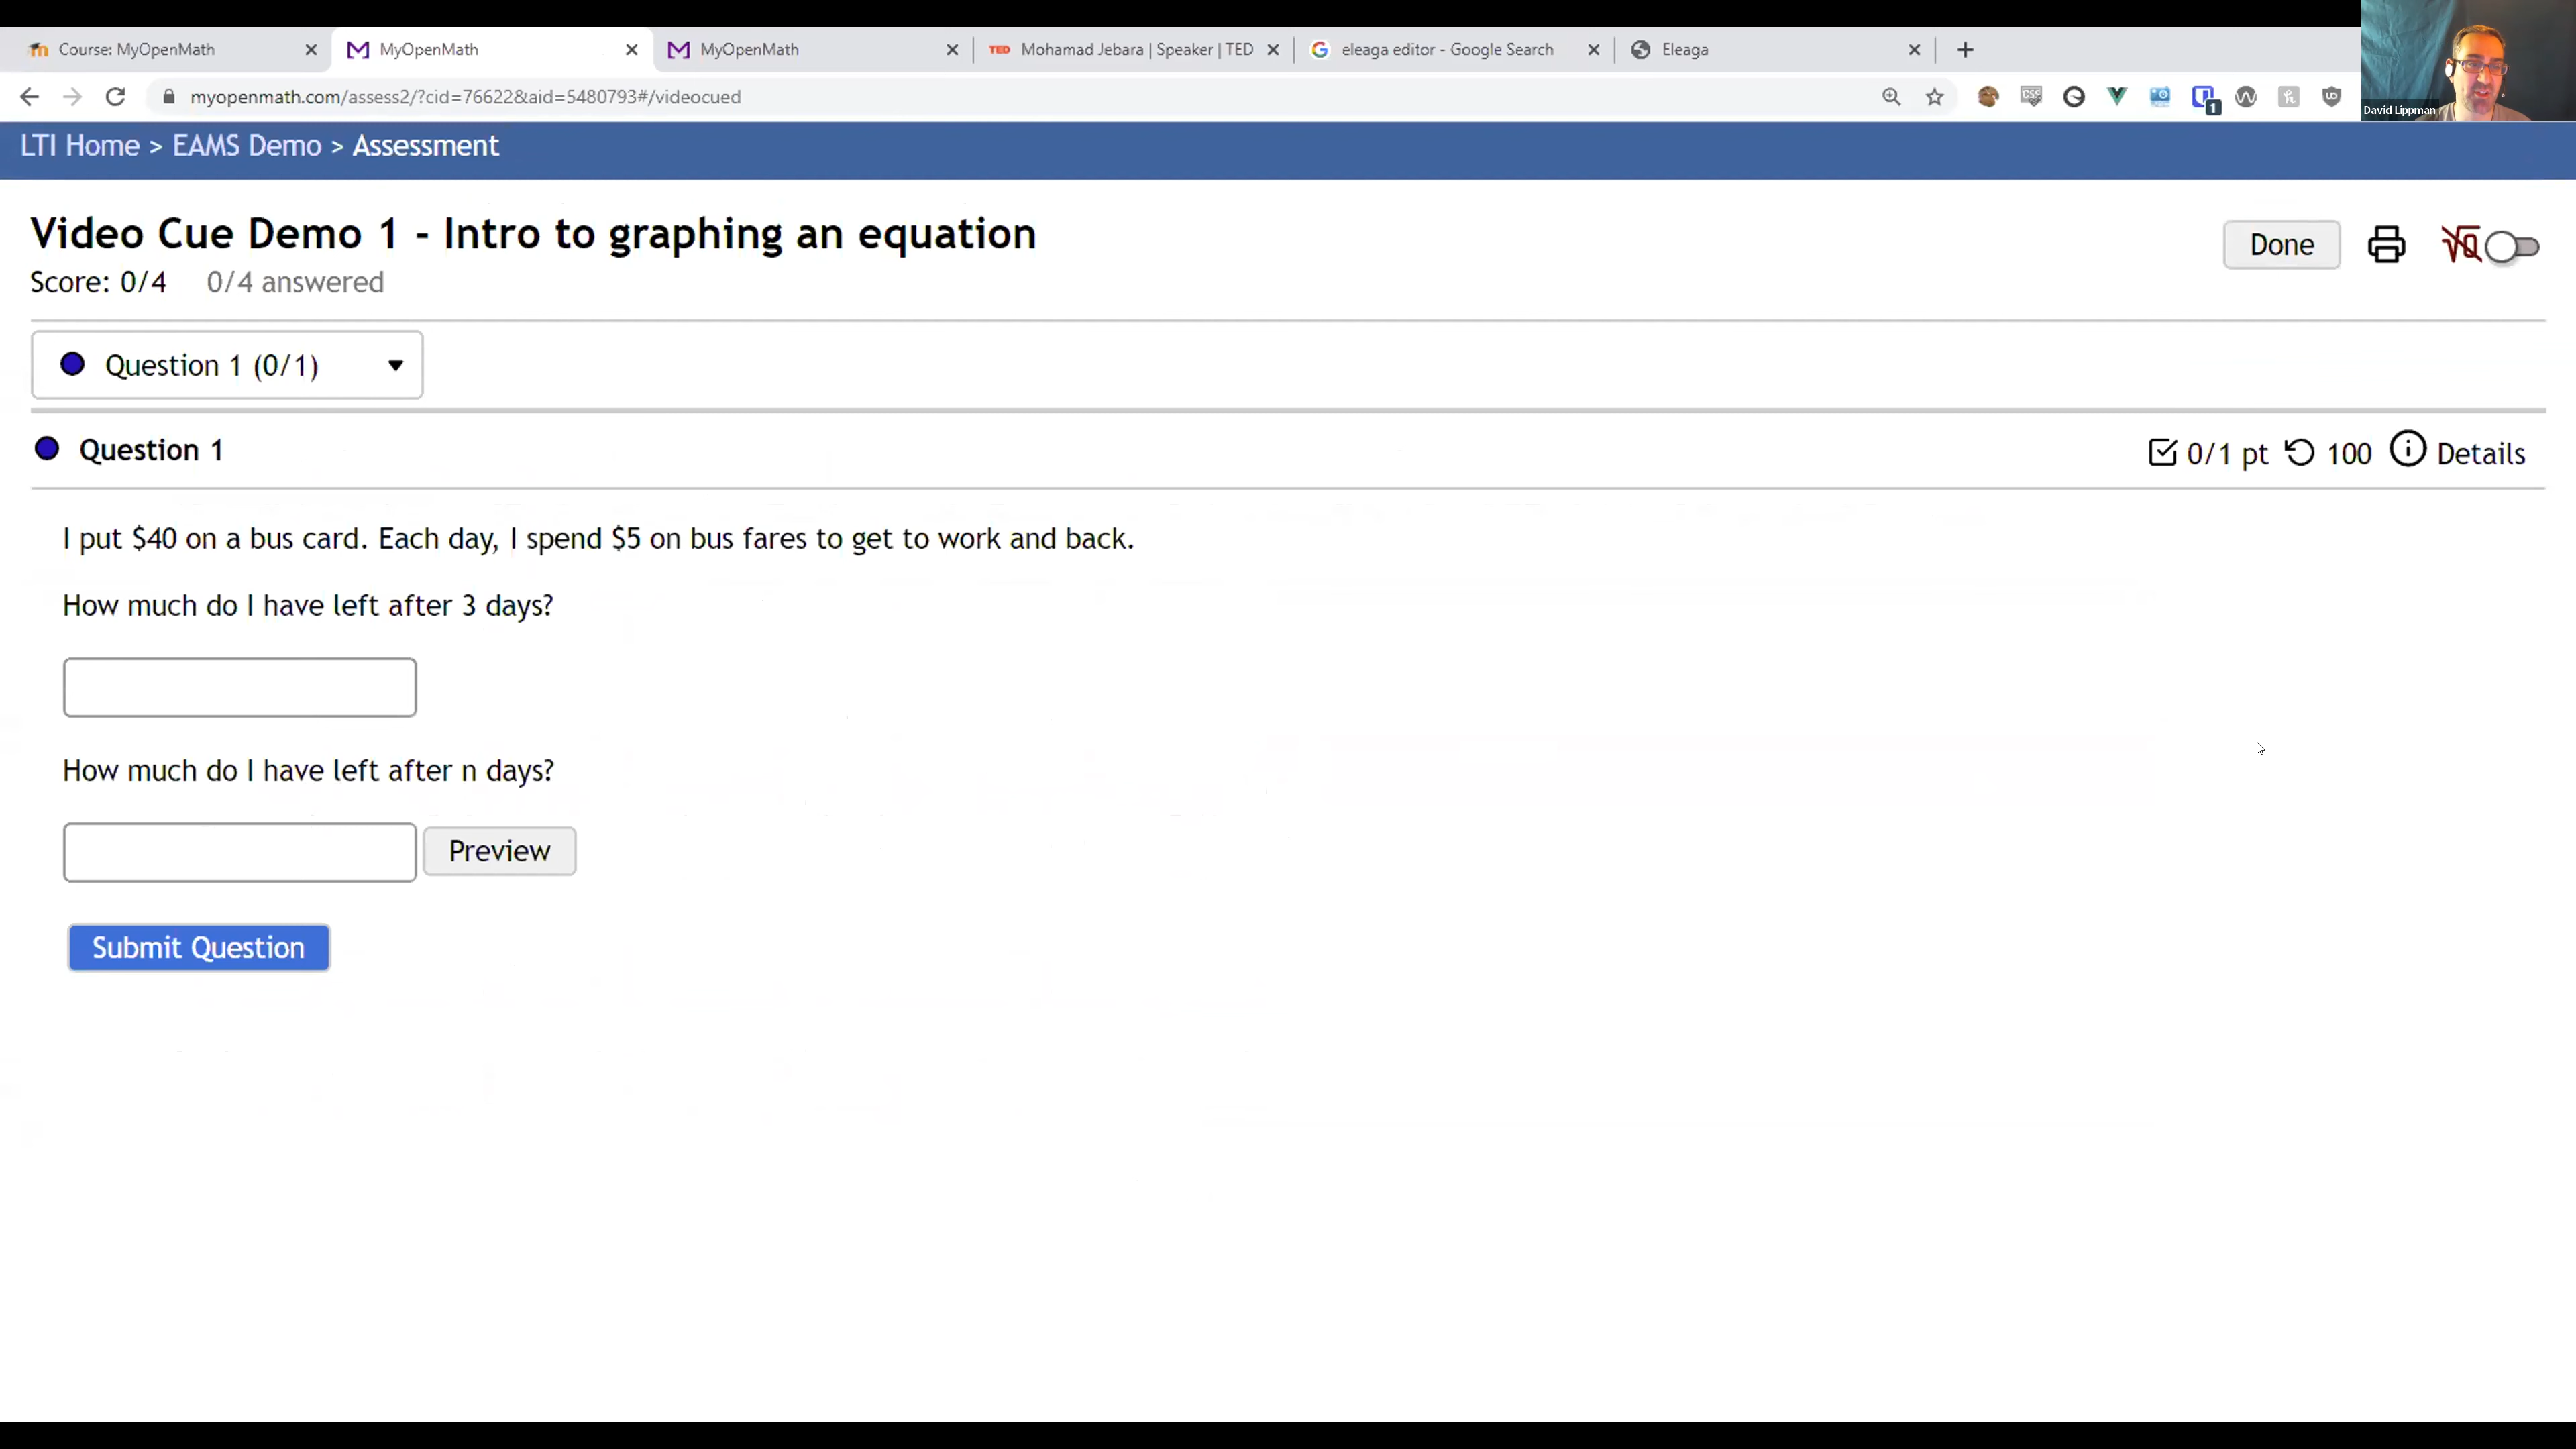 Course: MyOpenMath
MyOpenMath
MyOpenMath
TED Mohamad Jebara | Speaker | TED
eleaga editor - Google Search
Eleaga
myopenmath.com/assess2/?cid=76622&aid=5480793#/videocued
1
David Lippman
LTI Home > EAMS Demo > Assessment
Video Cue Demo 1 - Intro to graphing an equation
Done
Score: 0/4 0/4 answered
Question 1 (0/1)
Question 1
0/1 pt 100 Details
I put $40 on a bus card. Each day, I spend $5 on bus fares to get to work and back.
How much do I have left after 3 days?
How much do I have left after n days?
Preview
Submit Question